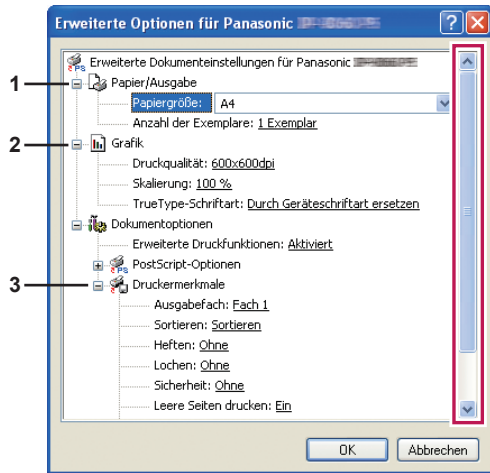 Erweiterte Optionen für Panasonic
Erweiterte Dokumenteinstellungen für Panasonic
1
Papier/Ausgabe
Papiergröße: A4
Anzahl der Exemplare: 1 Exemplar
2
Grafik
Druckqualität: 600x600dpi
Skalierung: 100 %
TrueType-Schriftart: Durch Geräteschriftart ersetzen
Dokumentoptionen
Erweiterte Druckfunktionen: Aktiviert
PostScript-Optionen
3
Druckermerkmale
Ausgabefach: Fach 1
Sortieren: Sortieren
Heften: Ohne
Lochen: Ohne
Sicherheit: Ohne
Leere Seiten drucken: Ein
OK Abbrechen